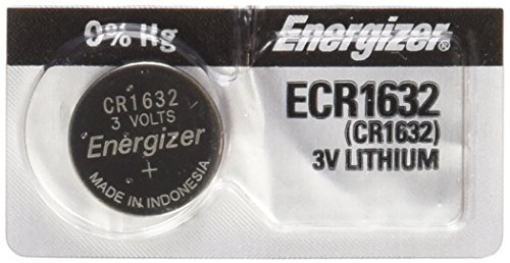 0% Hg
Energizer®
CR1632
3 VOLTS
Energizer
+
MADE IN INDONESIA
ECR1632
(CR1632)
3V LITHIUM